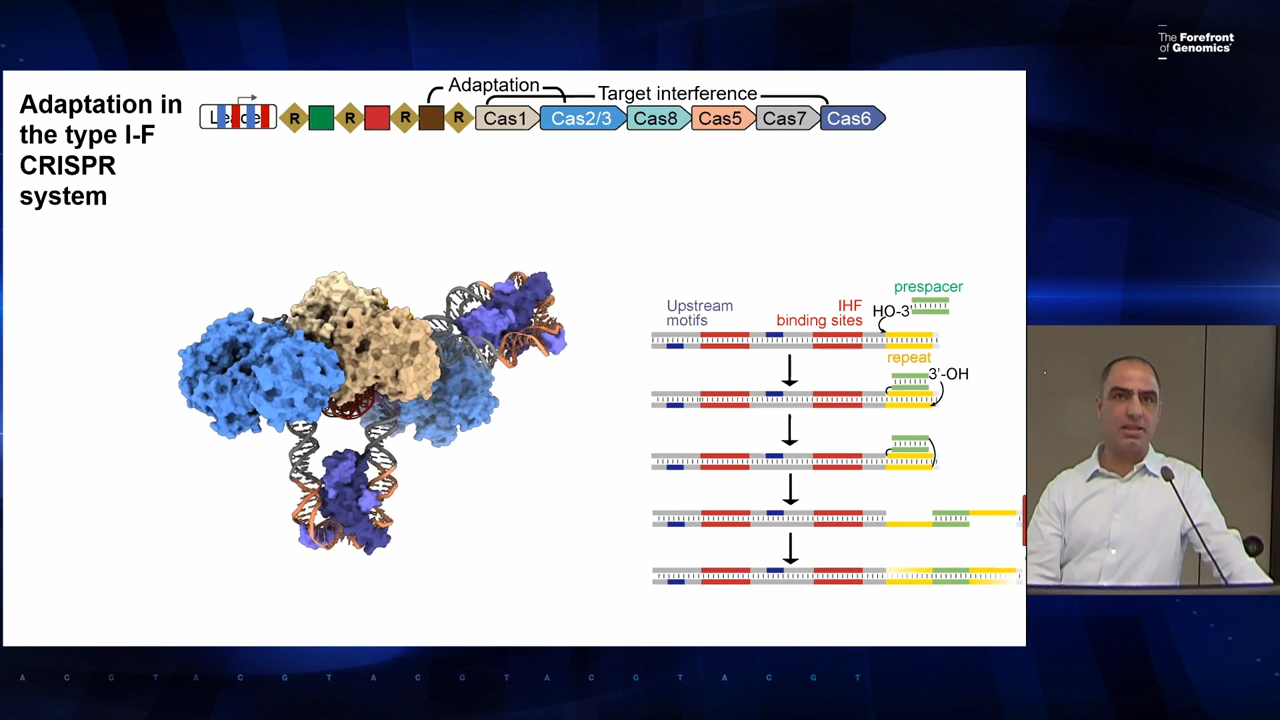 The Forefront
of Genomics
Adaptation in
the type I-F
CRISPR
system
Adaptation
Target interference
Leader R R R R Cas1 Cas2/3 Cas8 Cas5 Cas7 Cas6
prespacer
Upstream
motifs
IHF
binding sites
HO-3'
repeat
3'-OH
A C G T A C G T A C G T A C G T